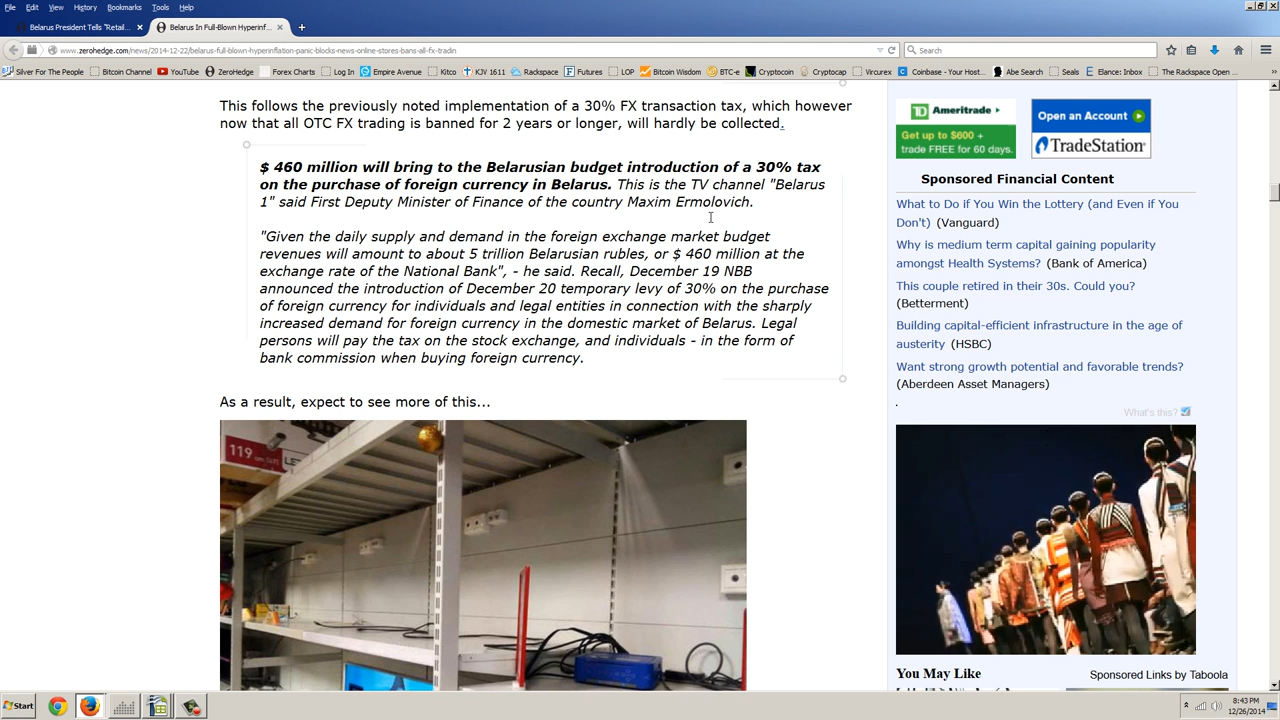 File Edit View History Bookmarks Tools Help
Belarus President Tells "Retail... × Belarus In Full-Blown Hyperinf... × +
www.zerohedge.com/news/2014-12-22/belarus-full-blown-hyperinflation-panic-blocks-news-online-stores-bans-all-fx-tradin
Search
Silver For The People Bitcoin Channel YouTube ZeroHedge Forex Charts Log In Empire Avenue Kitco KJV 1611 Rackspace Futures LOP Bitcoin Wisdom BTC-e Cryptocoin Cryptocap Vircurex Coinbase - Your Host... Abe Search Seals Elance: Inbox The Rackspace Open ...
This follows the previously noted implementation of a 30% FX transaction tax, which however
now that all OTC FX trading is banned for 2 years or longer, will hardly be collected.
$ 460 million will bring to the Belarusian budget introduction of a 30% tax
on the purchase of foreign currency in Belarus. This is the TV channel "Belarus
1" said First Deputy Minister of Finance of the country Maxim Ermolovich.
"Given the daily supply and demand in the foreign exchange market budget
revenues will amount to about 5 trillion Belarusian rubles, or $ 460 million at the
exchange rate of the National Bank", - he said. Recall, December 19 NBB
announced the introduction of December 20 temporary levy of 30% on the purchase
of foreign currency for individuals and legal entities in connection with the sharply
increased demand for foreign currency in the domestic market of Belarus. Legal
persons will pay the tax on the stock exchange, and individuals - in the form of
bank commission when buying foreign currency.
As a result, expect to see more of this...
119
TD Ameritrade
Get up to $600 +
trade FREE for 60 days.
Open an Account
TradeStation
Sponsored Financial Content
What to Do if You Win the Lottery (and Even if You
Don't) (Vanguard)
Why is medium term capital gaining popularity
amongst Health Systems? (Bank of America)
This couple retired in their 30s. Could you?
(Betterment)
Building capital-efficient infrastructure in the age of
austerity (HSBC)
Want strong growth potential and favorable trends?
(Aberdeen Asset Managers)
.
What's this?
You May Like
Sponsored Links by Taboola
Start
8:43 PM
12/26/2014